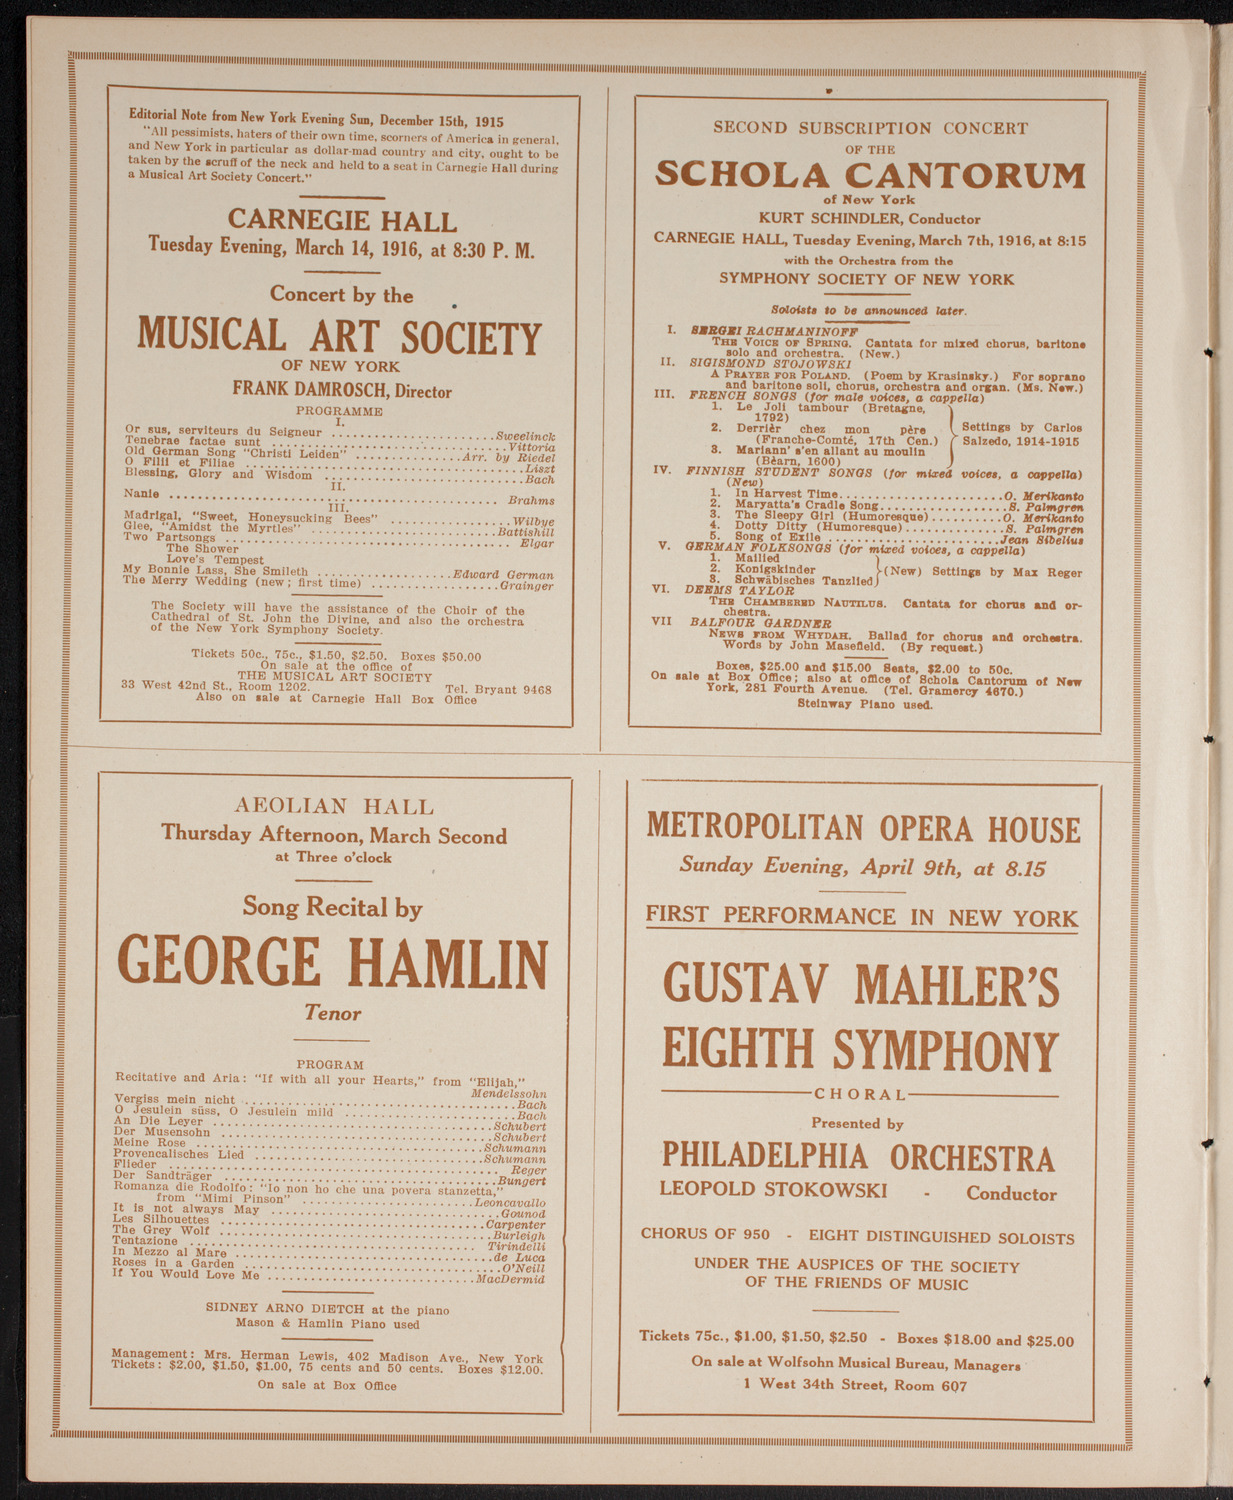 Editorial Note from New York Evening Sun, December 15th, 1915
"All pessimists, haters of their own time, scorners of America in general,
and New York in particular as dollar-mad country and city, ought to be
taken by the scruff of the neck and held to a seat in Carnegie Hall during
a Musical Art Society Concert."
CARNEGIE HALL
Tuesday Evening, March 14, 1916, at 8:30 P. M.
Concert by the
MUSICAL ART SOCIETY
OF NEW YORK
FRANK DAMROSCH, Director
PROGRAMME
I.
Or sus, serviteurs du Seigneur ......................Sweelinck
Tenebrae factae sunt ................................Vittoria
Old German Song "Christi Leiden" ..............Arr. by Riedel
O Filii et Filiae ......................................Liszt
Blessing, Glory and Wisdom ..........................Bach
II.
Nanie .............................................. Brahms
III.
Madrigal, "Sweet, Honeysucking Bees" ................Wilbye
Glee, "Amidst the Myrtles" ........................Battishill
Two Partsongs ....................................... Elgar
The Shower
Love's Tempest
My Bonnie Lass, She Smileth ..................Edward German
The Merry Wedding (new; first time) .................Grainger
The Society will have the assistance of the Choir of the
Cathedral of St. John the Divine, and also the orchestra
of the New York Symphony Society.
Tickets 50c., 75c., $1.50, $2.50. Boxes $50.00
On sale at the office of
THE MUSICAL ART SOCIETY
33 West 42nd St., Room 1202. Tel. Bryant 9468
Also on sale at Carnegie Hall Box Office
SECOND SUBSCRIPTION CONCERT
OF THE
SCHOLA CANTORUM
of New York
KURT SCHINDLER, Conductor
CARNEGIE HALL, Tuesday Evening, March 7th, 1916, at 8:15
with the Orchestra from the
SYMPHONY SOCIETY OF NEW YORK
Soloists to be announced later.
I. SERGEI RACHMANINOFF
THE VOICE OF SPRING. Cantata for mixed chorus, baritone
solo and orchestra. (New.)
II. SIGISMOND STOJOWSKI
A PRAYER FOR POLAND. (Poem by Krasinsky.) For soprano
and baritone soli, chorus, orchestra and organ. (Ms. New.)
III. FRENCH SONGS (for male voices, a cappella)
1. Le Joli tambour (Bretagne,
1792)
2. Derrièr chez mon père
(Franche-Comté, 17th Cen.)
3. Mariann' s'en allant au moulin
(Béarn, 1600)
Settings by Carlos
Salzedo, 1914-1915
IV. FINNISH STUDENT SONGS (for mixed voices, a cappella)
(New)
1. In Harvest Time.......................O. Merikanto
2. Maryatta's Cradle Song................S. Palmgren
3. The Sleepy Girl (Humoresque)..........O. Merikanto
4. Dotty Ditty (Humoresque)..............S. Palmgren
5. Song of Exile .......................Jean Sibelius
V. GERMAN FOLKSONGS (for mixed voices, a cappella)
1. Mailied
2. Konigskinder
3. Schwäbisches Tanzlied
(New) Settings by Max Reger
VI. DEEMS TAYLOR
THE CHAMBERED NAUTILUS. Cantata for chorus and or-
chestra.
VII BALFOUR GARDNER
NEWS FROM WHYDAH. Ballad for chorus and orchestra.
Words by John Masefield. (By request.)
Boxes, $25.00 and $15.00 Seats, $2.00 to 50c.
On sale at Box Office; also at office of Schola Cantorum of New
York, 281 Fourth Avenue. (Tel. Gramercy 4670.)
Steinway Piano used.
AEOLIAN HALL
Thursday Afternoon, March Second
at Three o'clock
Song Recital by
GEORGE HAMLIN
Tenor
PROGRAM
Recitative and Aria: "If with all your Hearts," from "Elijah,"
Mendelssohn
Vergiss mein nicht ......................................Bach
O Jesulein süss, O Jesulein mild ........................Bach
An Die Leyer .........................................Schubert
Der Musensohn ........................................Schubert
Meine Rose ..........................................Schumann
Provencalisches Lied ................................Schumann
Flieder ............................................... Reger
Der Sandträger .......................................Bungert
Romanza die Rodolfo: "Io non ho che una povera stanzetta,"
from "Mimi Pinson" ........................Leoncavallo
It is not always May .................................Gounod
Les Silhouettes ....................................Carpenter
The Grey Wolf .......................................Burleigh
Tentazione ......................................... Tirindelli
In Mezzo al Mare .....................................de Luca
Roses in a Garden ....................................O'Neill
If You Would Love Me .............................MacDermid
SIDNEY ARNO DIETCH at the piano
Mason & Hamlin Piano used
Management: Mrs. Herman Lewis, 402 Madison Ave., New York
Tickets: $2.00, $1.50, $1.00, 75 cents and 50 cents. Boxes $12.00.
On sale at Box Office
METROPOLITAN OPERA HOUSE
Sunday Evening, April 9th, at 8.15
FIRST PERFORMANCE IN NEW YORK
GUSTAV MAHLER'S
EIGHTH SYMPHONY
CHORAL
Presented by
PHILADELPHIA ORCHESTRA
LEOPOLD STOKOWSKI - Conductor
CHORUS OF 950 - EIGHT DISTINGUISHED SOLOISTS
UNDER THE AUSPICES OF THE SOCIETY
OF THE FRIENDS OF MUSIC
Tickets 75c., $1.00, $1.50, $2.50 - Boxes $18.00 and $25.00
On sale at Wolfsohn Musical Bureau, Managers
1 West 34th Street, Room 607